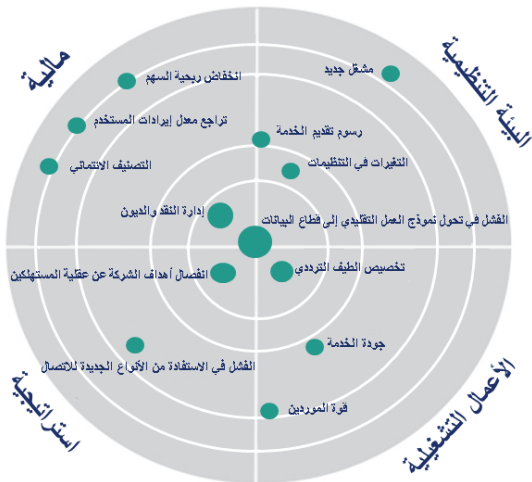 البيئة التنظيمية
مالية
مشغل جديد
انخفاض ربحية السهم
رسوم تقديم الخدمة
تراجع معدل إيرادات المستخدم
التغيرات في التنظيمات
التصنيف الائتماني
إدارة النقد والديون
الفشل في تحول نموذج العمل التقليدي إلى قطاع البيانات
تخصيص الطيف الترددي
انفصال أهداف الشركة عن عقلية المستهلكين
جودة الخدمة
الفشل في الاستفادة من الأنواع الجديدة للاتصال
قوة الموردين
الأعمال التشغيلية
استراتيجية